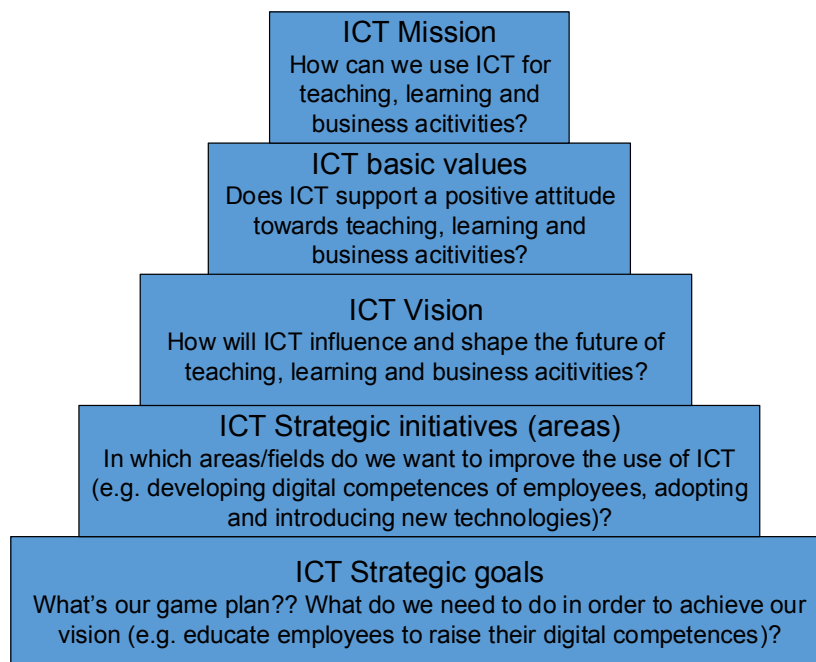 ICT Mission
How can we use ICT for
teaching, learning and
business acitivities?
ICT basic values
Does ICT support a positive attitude
towards teaching, learning and
business acitivities?
ICT Vision
How will ICT influence and shape the future of
teaching, learning and business acitivities?
ICT Strategic initiatives (areas)
In which areas/fields do we want to improve the use of ICT
(e.g. developing digital competences of employees, adopting
and introducing new technologies)?
ICT Strategic goals
What's our game plan?? What do we need to do in order to achieve our
vision (e.g. educate employees to raise their digital competences)?